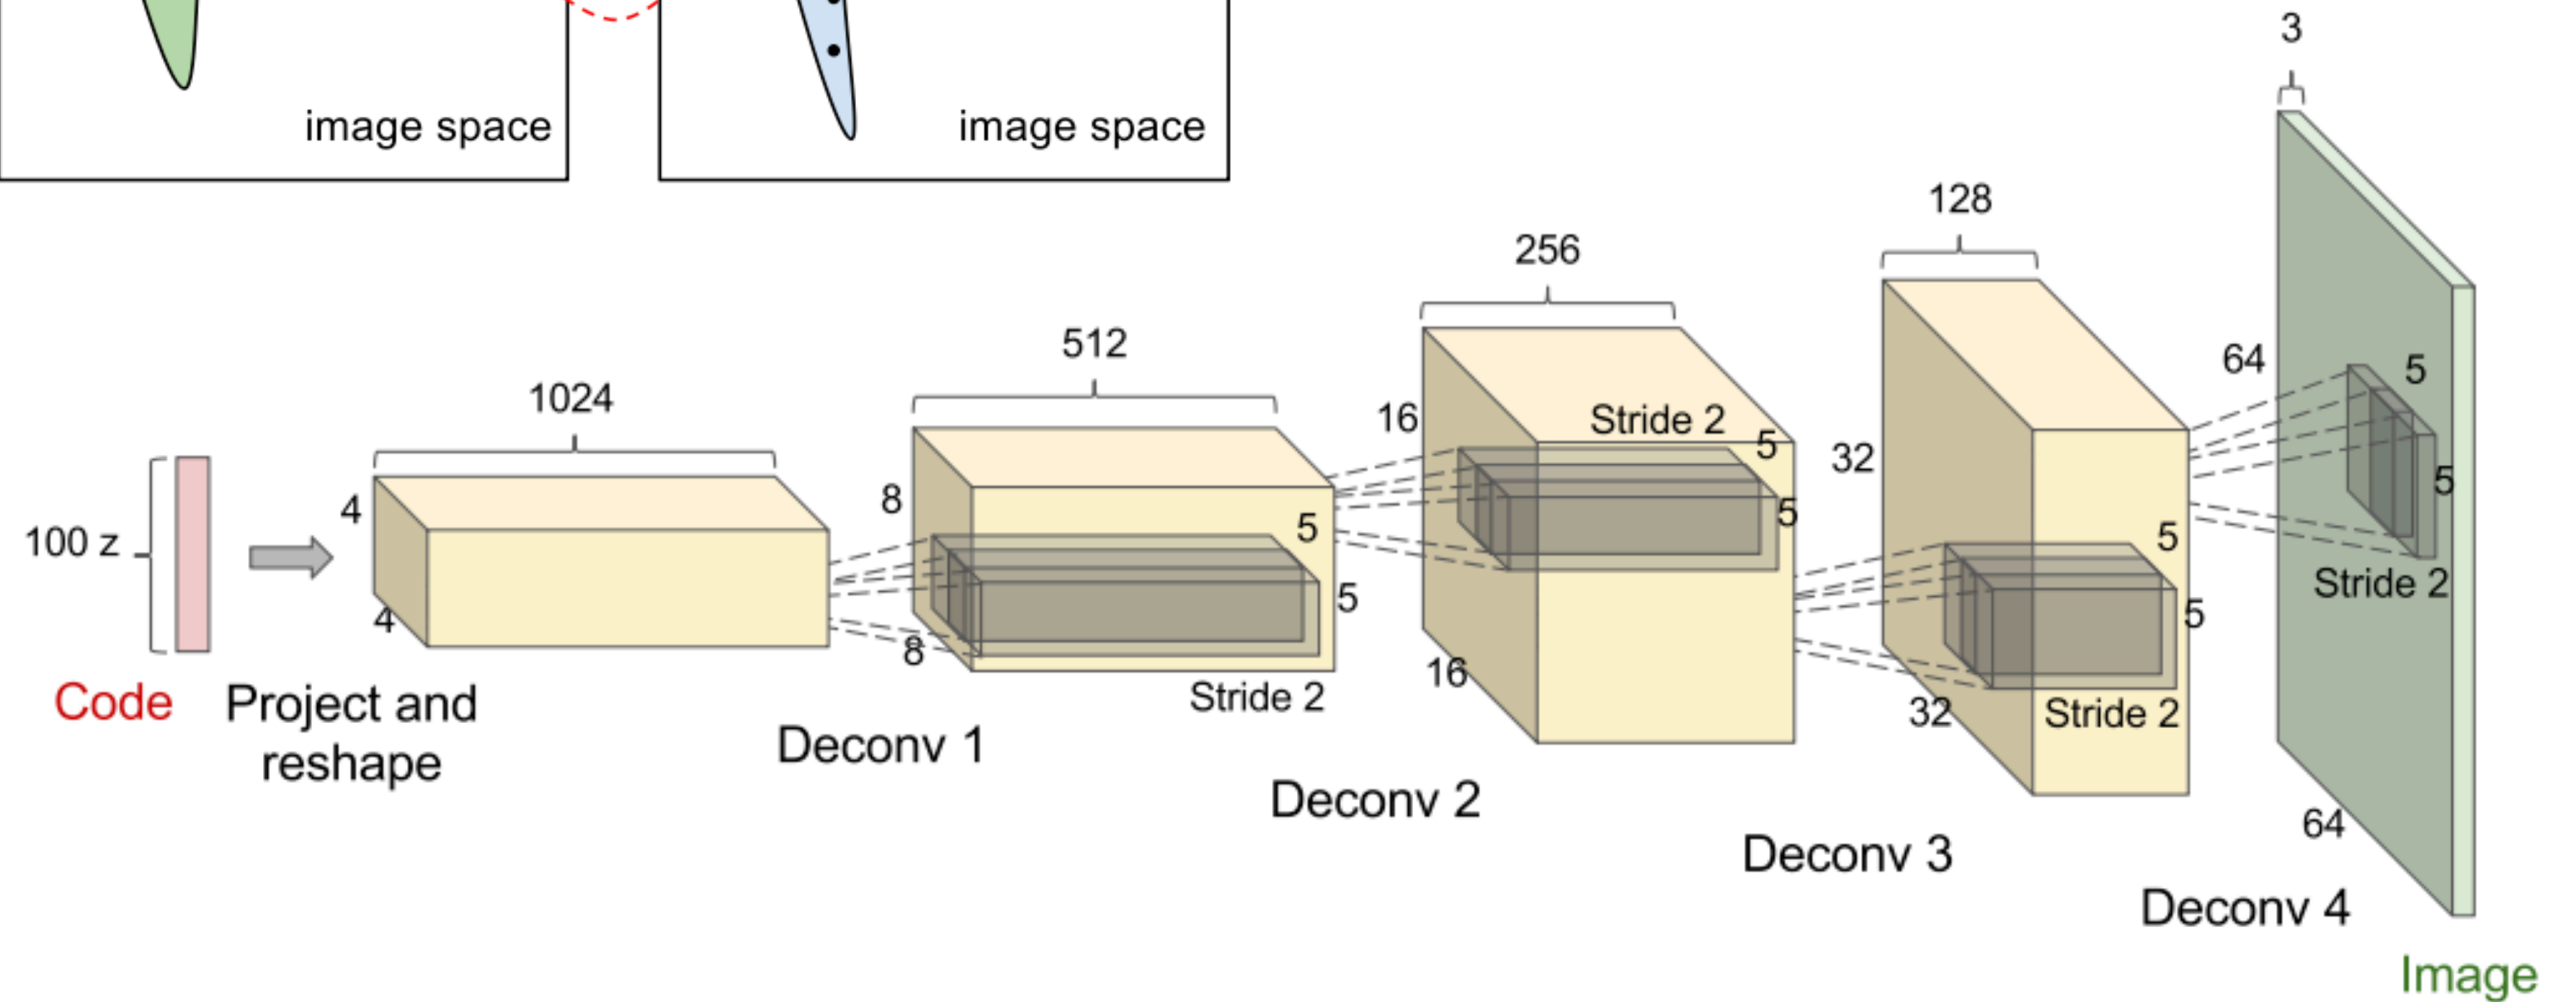 image space
image space
3
128
256
512
1024
64
5
16
Stride 2
5
32
4
8
5
5
5
100 z
5
5
Stride 2
5
4
8
16
Stride 2
32
Stride 2
Code
Project and
reshape
Deconv 1
Deconv 2
64
Deconv 3
Deconv 4
Image